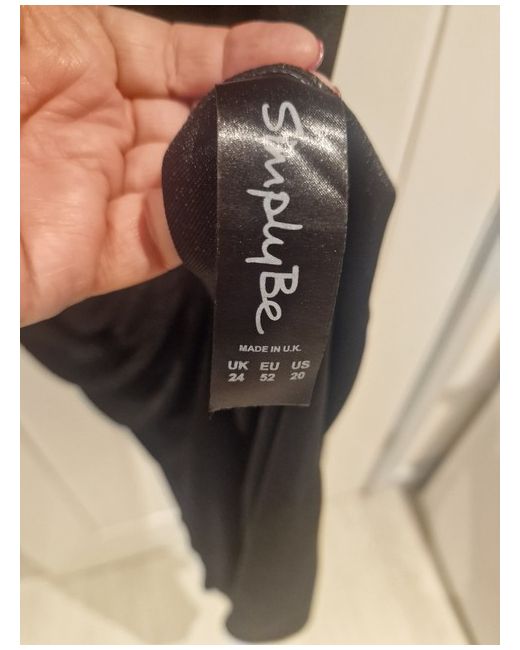 SimplyBe
MADE IN U.K.
UK EU US
24 52 20